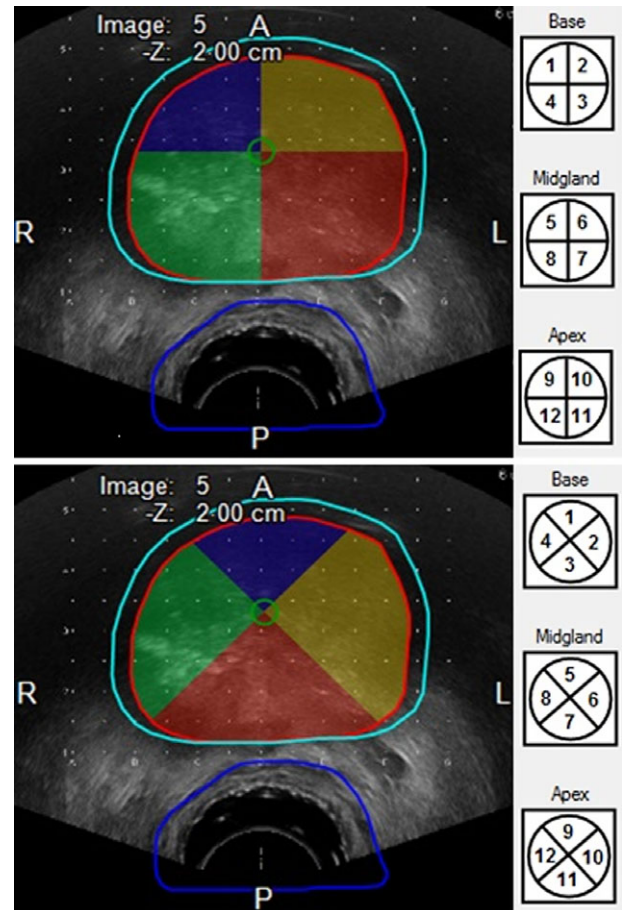 Image: 5 A
-Z: 2.00 cm
R
L
P
Base
1 2
4 3
Midgland
5 6
8 7
Apex
9 10
12 11
Image: 5 A
-Z: 2.00 cm
R
L
P
Base
1
4 2
3
Midgland
5
8 6
7
Apex
9
12 10
11